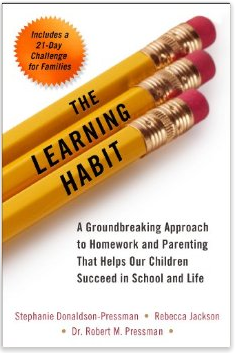 Includes a
21-Day
Challenge
for Families
THE
LEARNING
HABIT
A Groundbreaking Approach
to Homework and Parenting
That Helps Our Children
Succeed in School and Life
Stephanie Donaldson-Pressman • Rebecca Jackson
• Dr. Robert M. Pressman •